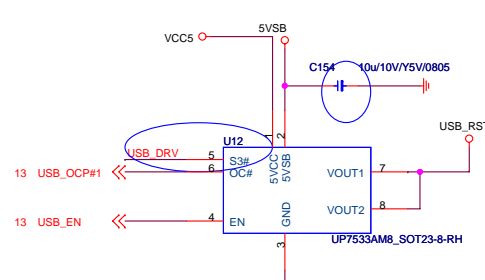 5VSB
VCC5
C154 10u/10V/Y5V/0805
USB_RST
U12
1 2
USB_DRV 5 S3# 5VCC 5VSB
13 USB_OCP#1 6 OC# VOUT1 7
13 USB_EN 4 EN GND VOUT2 8
3 UP7533AM8_SOT23-8-RH